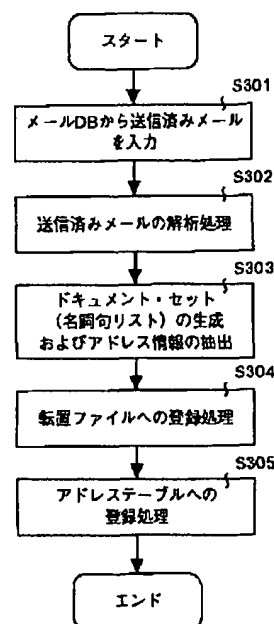 スタート
S301
メールDBから送信済みメール
を入力
S302
送信済みメールの解析処理
S303
ドキュメント・セット
(名詞句リスト)の生成
およびアドレス情報の抽出
S304
転置ファイルへの登録処理
S305
アドレステーブルへの
登録処理
エンド